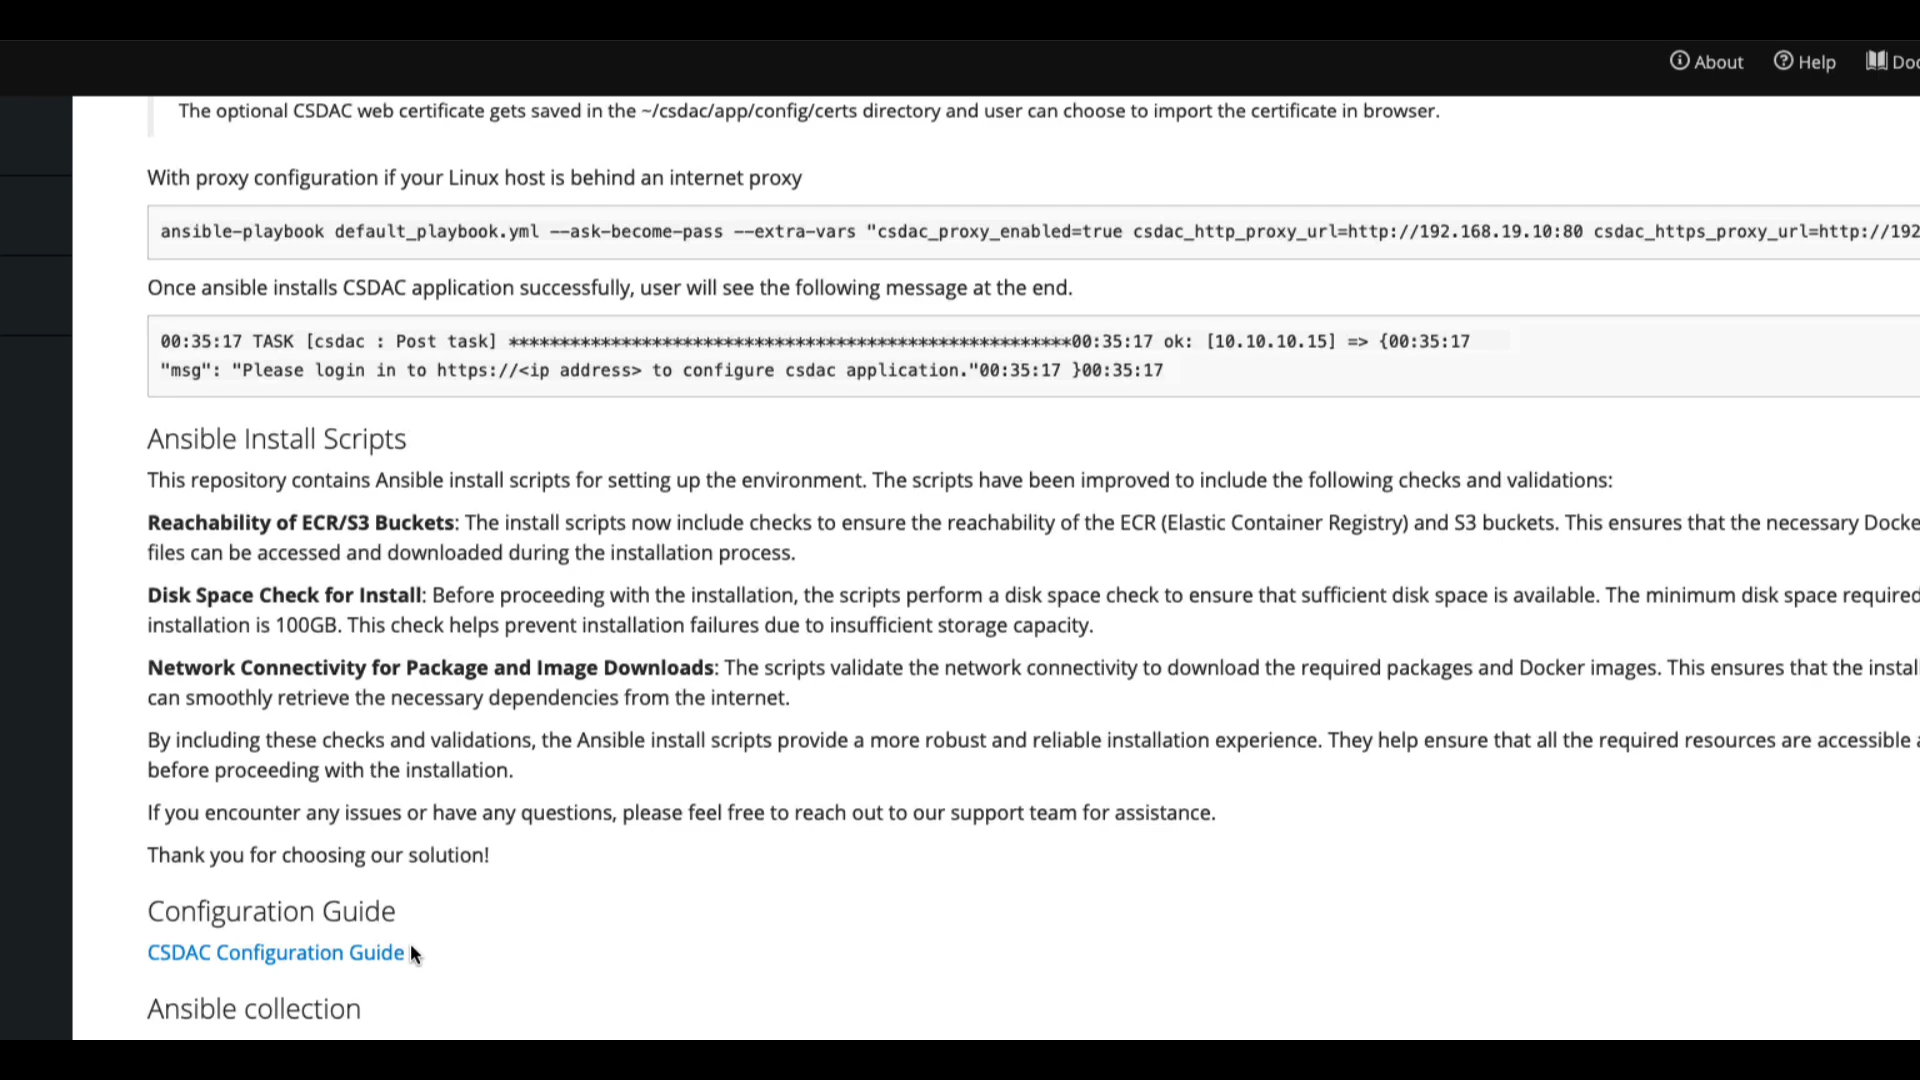 About Help Doc
The optional CSDAC web certificate gets saved in the ~/csdac/app/config/certs directory and user can choose to import the certificate in browser.
With proxy configuration if your Linux host is behind an internet proxy
ansible-playbook default_playbook.yml --ask-become-pass --extra-vars "csdac_proxy_enabled=true csdac_http_proxy_url=http://192.168.19.10:80 csdac_https_proxy_url=http://192
Once ansible installs CSDAC application successfully, user will see the following message at the end.
00:35:17 TASK [csdac : Post task] *******************************************************00:35:17 ok: [10.10.10.15] => {00:35:17
"msg": "Please login in to https://<ip address> to configure csdac application."00:35:17 }00:35:17
Ansible Install Scripts
This repository contains Ansible install scripts for setting up the environment. The scripts have been improved to include the following checks and validations:
Reachability of ECR/S3 Buckets: The install scripts now include checks to ensure the reachability of the ECR (Elastic Container Registry) and S3 buckets. This ensures that the necessary Docke
files can be accessed and downloaded during the installation process.
Disk Space Check for Install: Before proceeding with the installation, the scripts perform a disk space check to ensure that sufficient disk space is available. The minimum disk space required
installation is 100GB. This check helps prevent installation failures due to insufficient storage capacity.
Network Connectivity for Package and Image Downloads: The scripts validate the network connectivity to download the required packages and Docker images. This ensures that the instal
can smoothly retrieve the necessary dependencies from the internet.
By including these checks and validations, the Ansible install scripts provide a more robust and reliable installation experience. They help ensure that all the required resources are accessible a
before proceeding with the installation.
If you encounter any issues or have any questions, please feel free to reach out to our support team for assistance.
Thank you for choosing our solution!
Configuration Guide
CSDAC Configuration Guide
Ansible collection